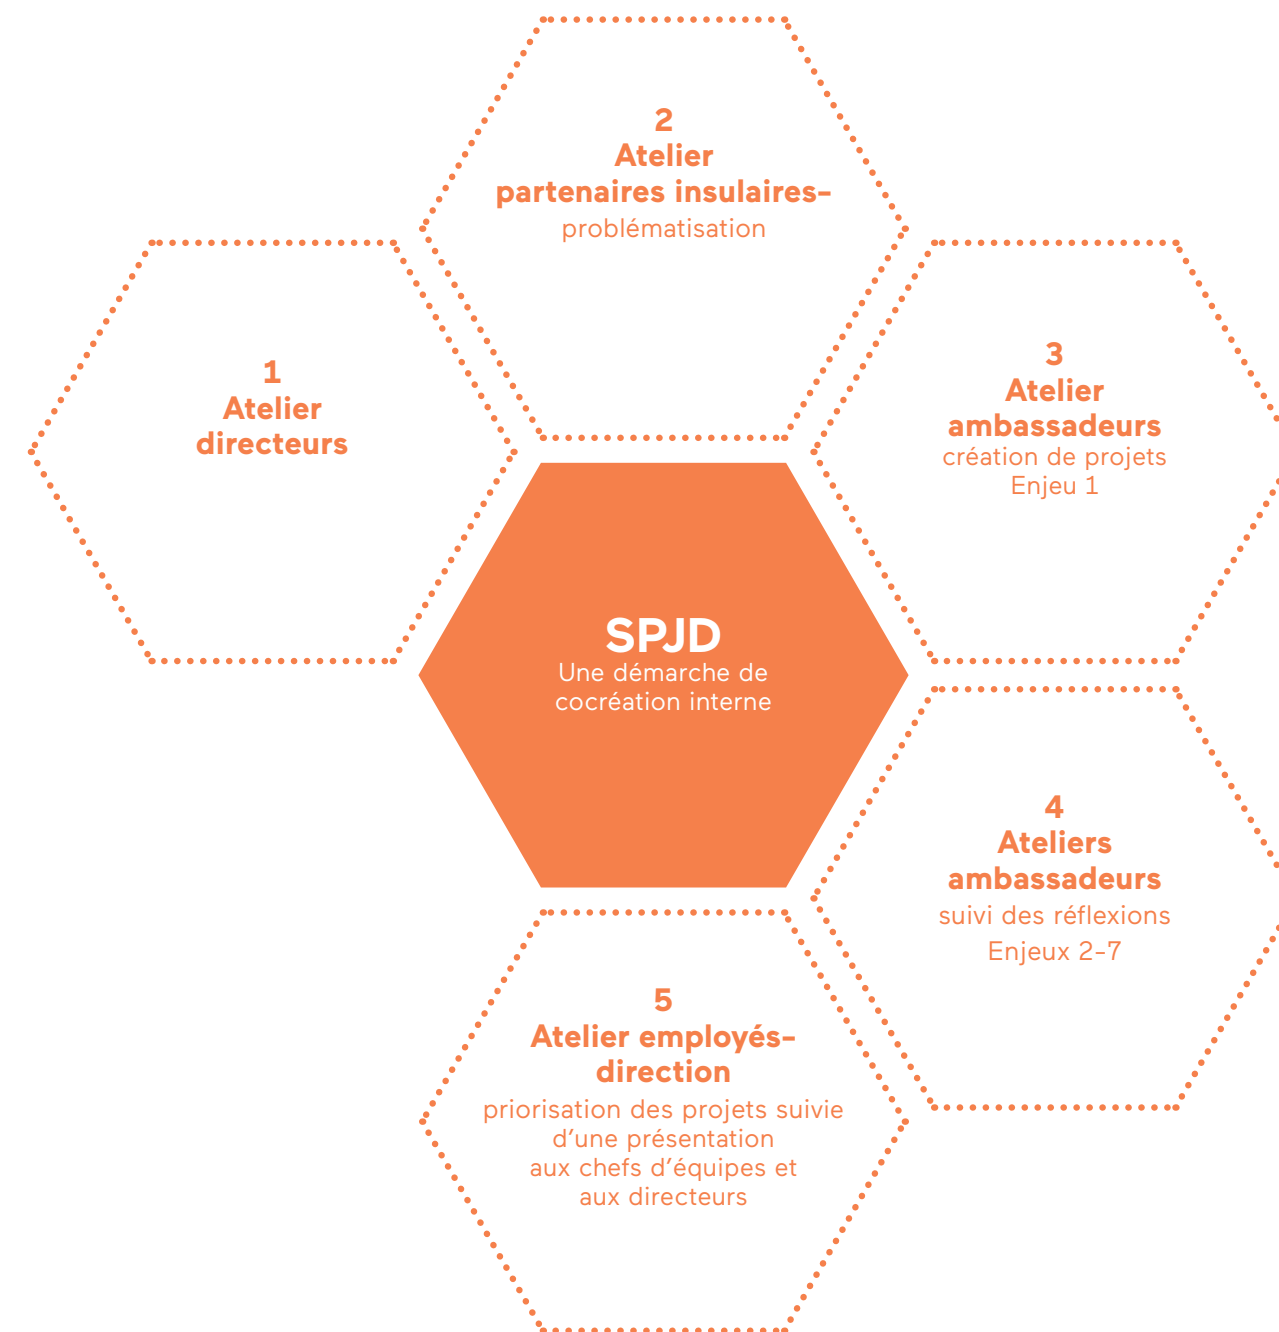 1
Atelier
directeurs
2
Atelier
partenaires insulaires-
problématisation
3
Atelier
ambassadeurs
création de projets
Enjeu 1
SPJD
Une démarche de
cocréation interne
4
Ateliers
ambassadeurs
suivi des réflexions
Enjeux 2-7
5
Atelier employés-
direction
priorisation des projets suivie
d'une présentation
aux chefs d'équipes et
aux directeurs